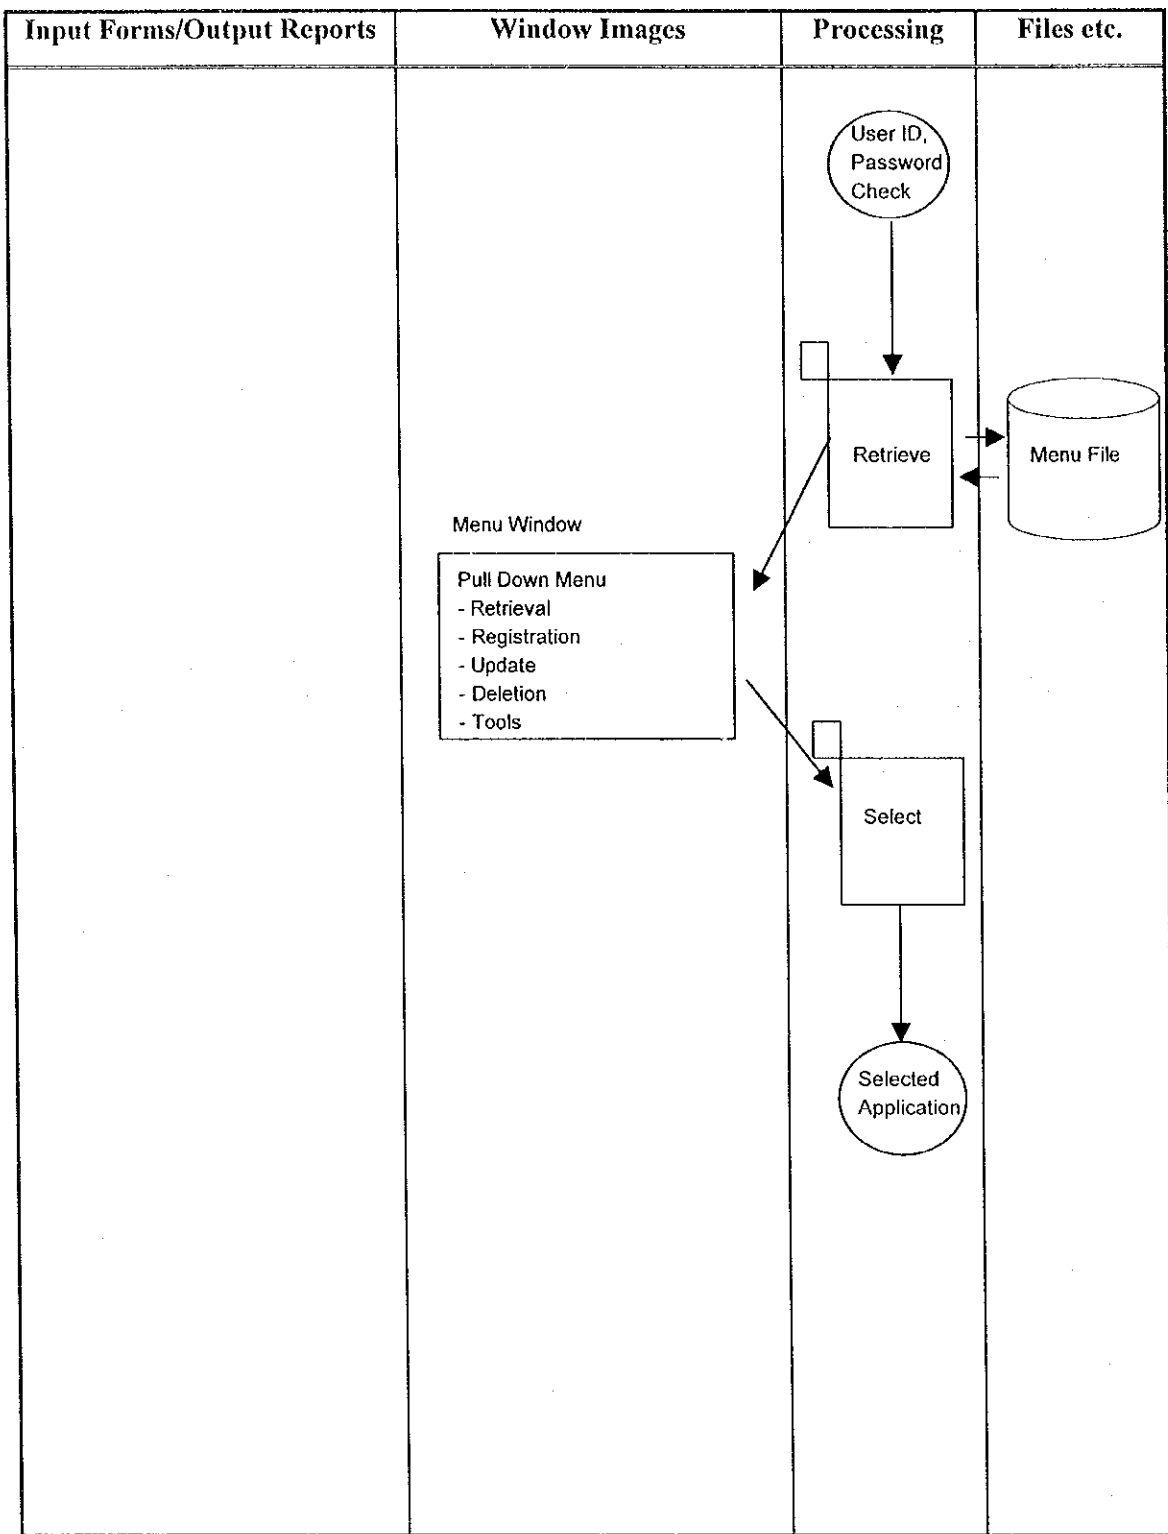 Input Forms/Output Reports
Window Images
Processing
Files etc.
User ID,
Password
Check
Retrieve
Menu File
Menu Window
Pull Down Menu
- Retrieval
- Registration
- Update
- Deletion
- Tools
Select
Selected
Application